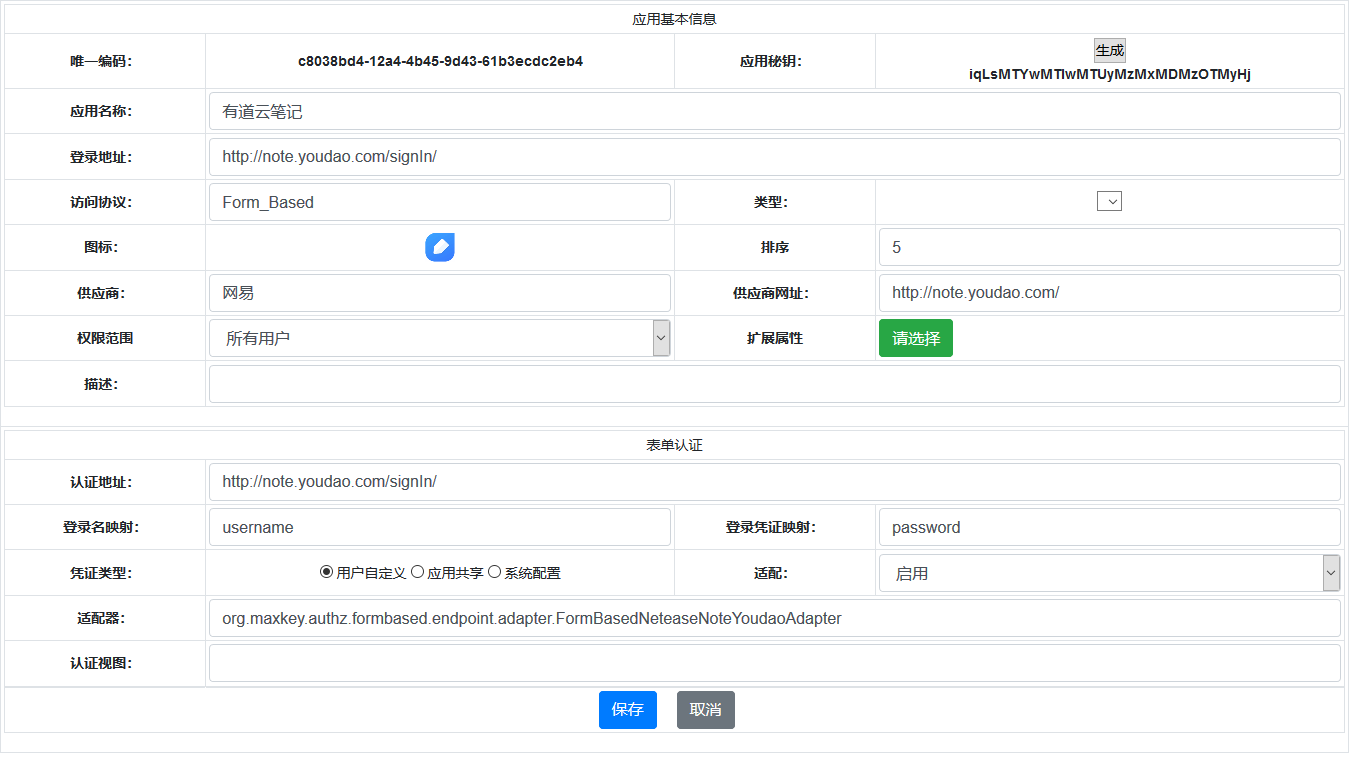 应用基本信息
唯一编码：
c8038bd4-12a4-4b45-9d43-61b3ecdc2eb4
应用秘钥：
生成
iqLsMTYwMTIwMTUyMzMxMDMzOTMyHj
应用名称：
有道云笔记
登录地址：
http://note.youdao.com/signIn/
访问协议：
Form_Based
类型：
图标：
排序
5
供应商：
网易
供应商网址：
http://note.youdao.com/
权限范围
所有用户
扩展属性
请选择
描述：
表单认证
认证地址：
http://note.youdao.com/signIn/
登录名映射：
username
登录凭证映射：
password
凭证类型：
用户自定义 应用共享 系统配置
适配：
启用
适配器：
org.maxkey.authz.formbased.endpoint.adapter.FormBasedNeteaseNoteYoudaoAdapter
认证视图：
保存
取消